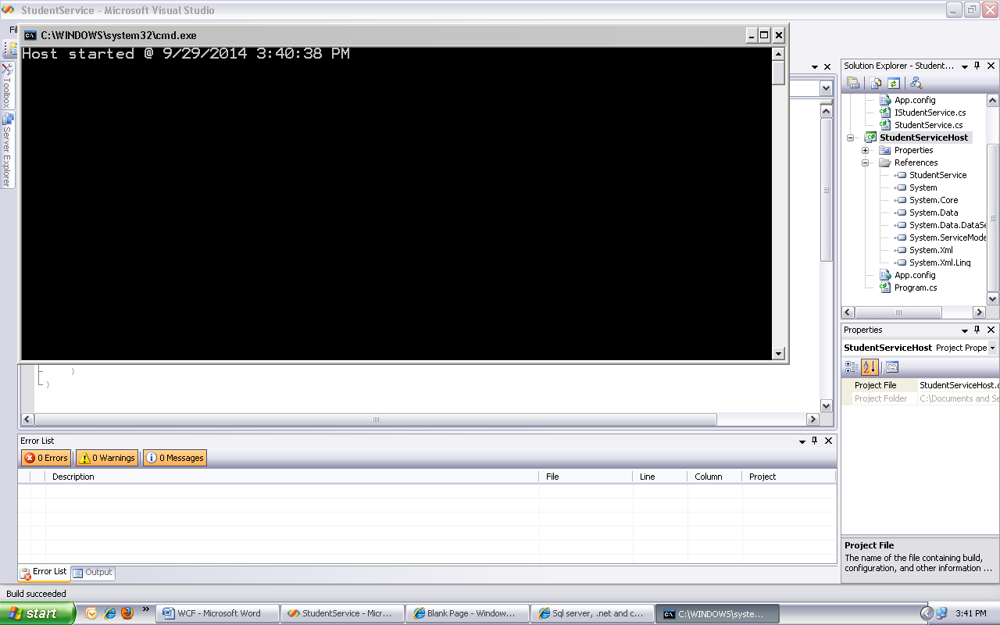 StudentService - Microsoft Visual Studio
C:\WINDOWS\system32\cmd.exe
Host started @ 9/29/2014 3:40:38 PM
Toolbox
Server Explorer
}
}
Solution Explorer - Student...
App.config
IStudentService.cs
StudentService.cs
StudentServiceHost
Properties
References
StudentService
System
System.Core
System.Data
System.Data.DataSe
System.ServiceMode
System.Xml
System.Xml.Linq
App.config
Program.cs
Properties
StudentServiceHost Project Prope
Project File StudentServiceHost.c
Project Folder C:\Documents and Se
Project File
The name of the file containing build,
configuration, and other information ...
Error List
0 Errors 0 Warnings 0 Messages
Description File Line Column Project
Error List Output
Build succeeded
start WCF - Microsoft Word StudentService - Micr... Blank Page - Window... Sql server, .net and c... C:\WINDOWS\syste... 3:41 PM